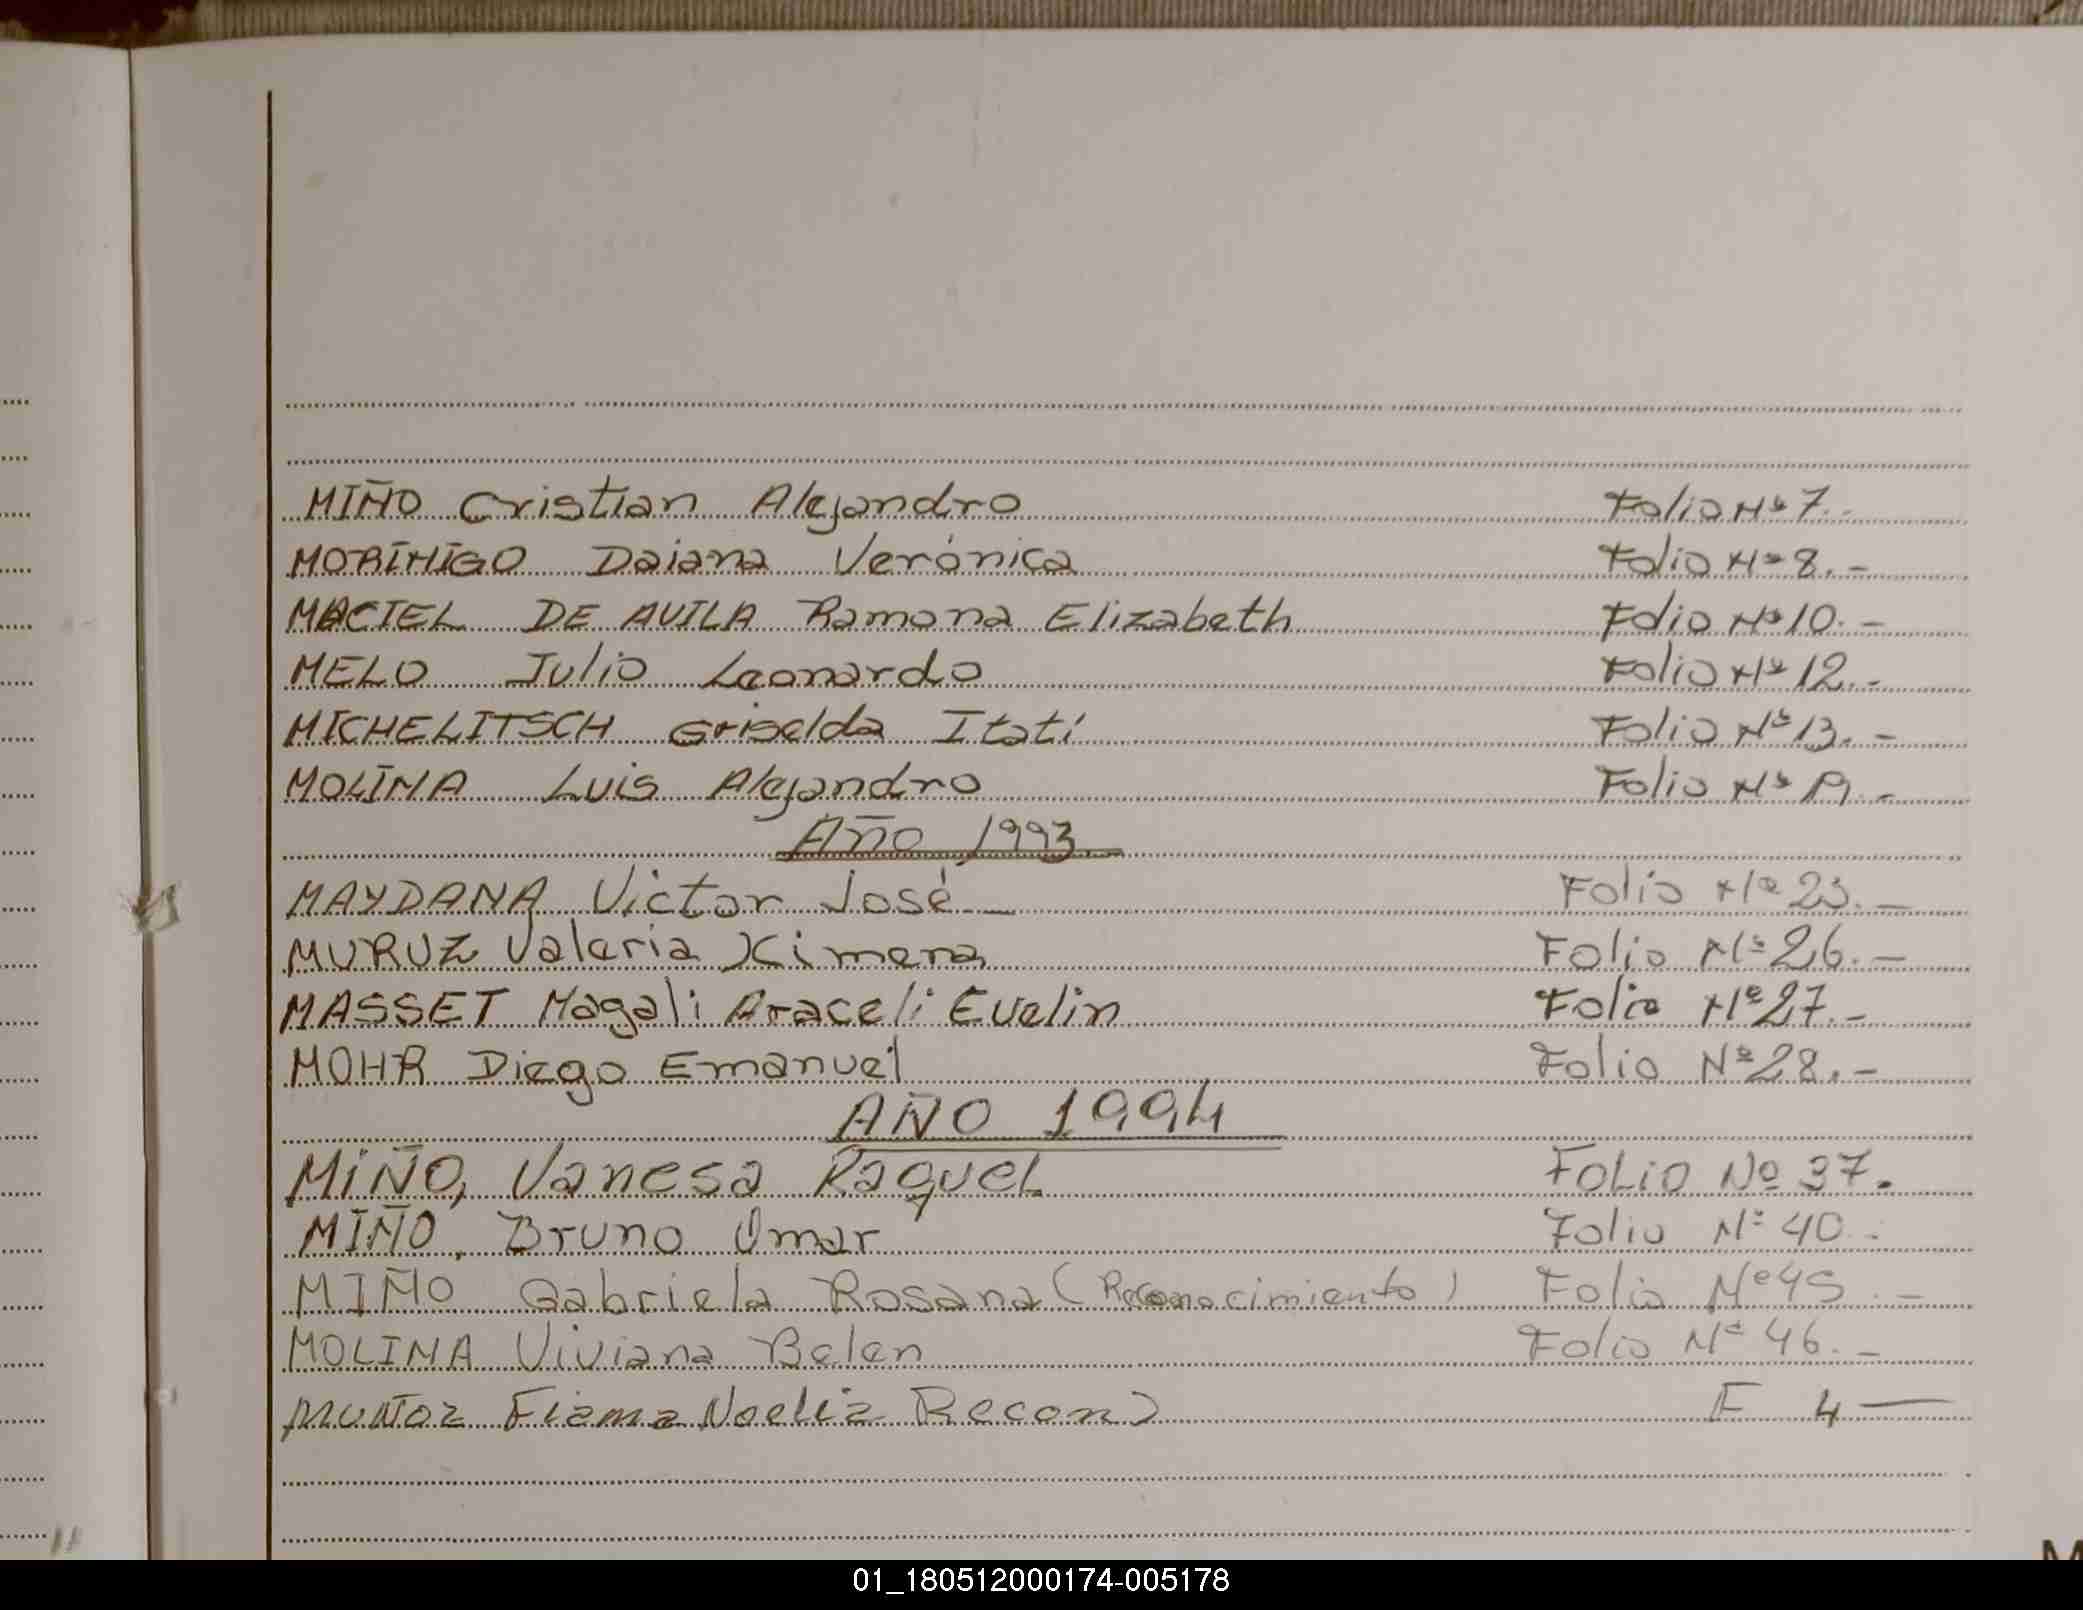 MIÑO Cristian Alejandro Folio Nº 7.-
MORINIGO Daiana Verónica Folio Nº 8.-
MACIEL DE AVILA Ramona Elizabeth Folio Nº 10.-
MELO Julio Leonardo Folio Nº 12.-
MICHELITSCH Griselda Itatí Folio Nº 13.-
MOLINA Luis Alejandro Folio Nº 19.-
Año 1993
MAYDANA Victor José Folio Nº 23.-
MURUZ Valeria Ximena Folio Nº 26.-
MASSET Magali Araceli Evelin Folio Nº 27.-
MOHR Diego Emanuel Folio Nº 28.-
AÑO 1994
MIÑO, Vanesa Raquel FOLIO Nº 37.
MIÑO, Bruno Omar Folio Nº 40.-
MIÑO Gabriela Rosana (Reconocimiento) Folio Nº 45.-
MOLINA Viviana Belen Folio Nº 46.-
MUÑOZ Fiama Noelia Recon) F 4—
01_180512000174-005178